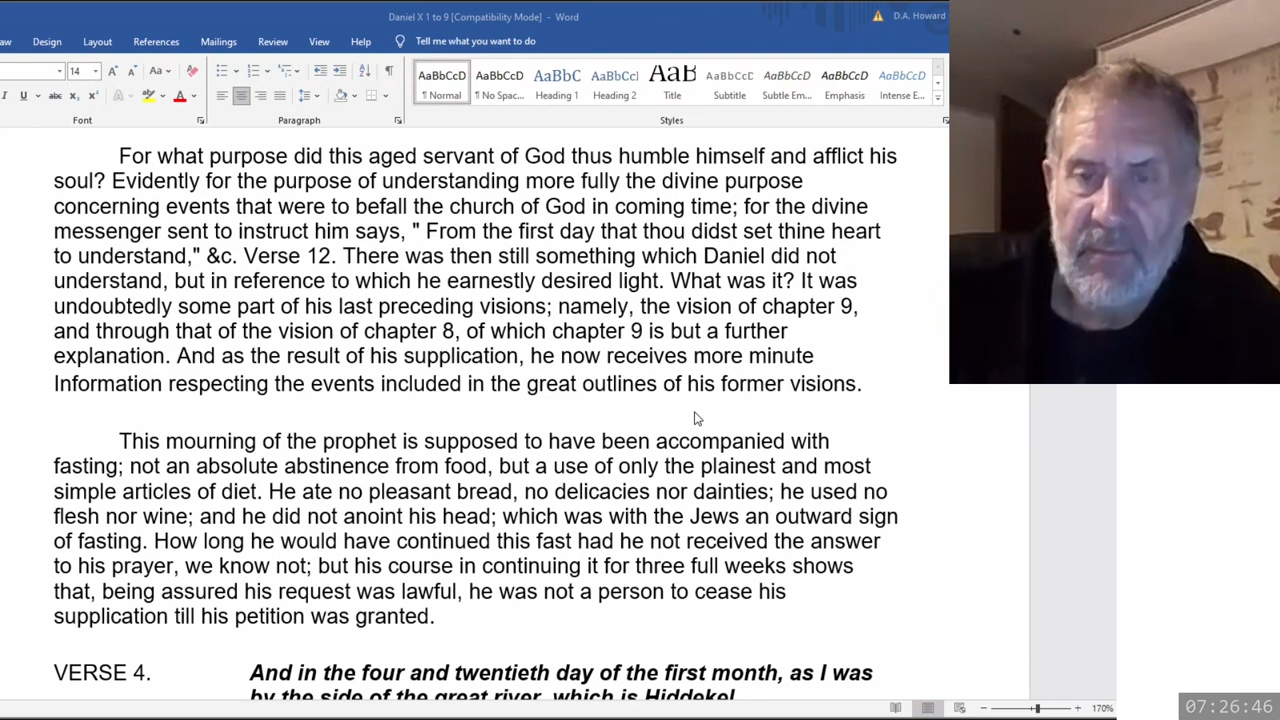 Daniel X 1 to 9 [Compatibility Mode] - Word
D.A. Howard
aw Design Layout References Mailings Review View Help Tell me what you want to do
14 Aa
AaBbCcD AaBbCcD AaBbC AaBbCcI AaB AaBbCcD AaBbCcD AaBbCcD AaBbCcD
¶ Normal ¶ No Spac... Heading 1 Heading 2 Title Subtitle Subtle Em... Emphasis Intense E...
I U abc x₂ x² A ab A
Font Paragraph Styles
For what purpose did this aged servant of God thus humble himself and afflict his
soul? Evidently for the purpose of understanding more fully the divine purpose
concerning events that were to befall the church of God in coming time; for the divine
messenger sent to instruct him says, " From the first day that thou didst set thine heart
to understand," &c. Verse 12. There was then still something which Daniel did not
understand, but in reference to which he earnestly desired light. What was it? It was
undoubtedly some part of his last preceding visions; namely, the vision of chapter 9,
and through that of the vision of chapter 8, of which chapter 9 is but a further
explanation. And as the result of his supplication, he now receives more minute
Information respecting the events included in the great outlines of his former visions.
This mourning of the prophet is supposed to have been accompanied with
fasting; not an absolute abstinence from food, but a use of only the plainest and most
simple articles of diet. He ate no pleasant bread, no delicacies nor dainties; he used no
flesh nor wine; and he did not anoint his head; which was with the Jews an outward sign
of fasting. How long he would have continued this fast had he not received the answer
to his prayer, we know not; but his course in continuing it for three full weeks shows
that, being assured his request was lawful, he was not a person to cease his
supplication till his petition was granted.
VERSE 4. And in the four and twentieth day of the first month, as I was
by the side of the great river, which is Hiddekel
170%
07:26:46